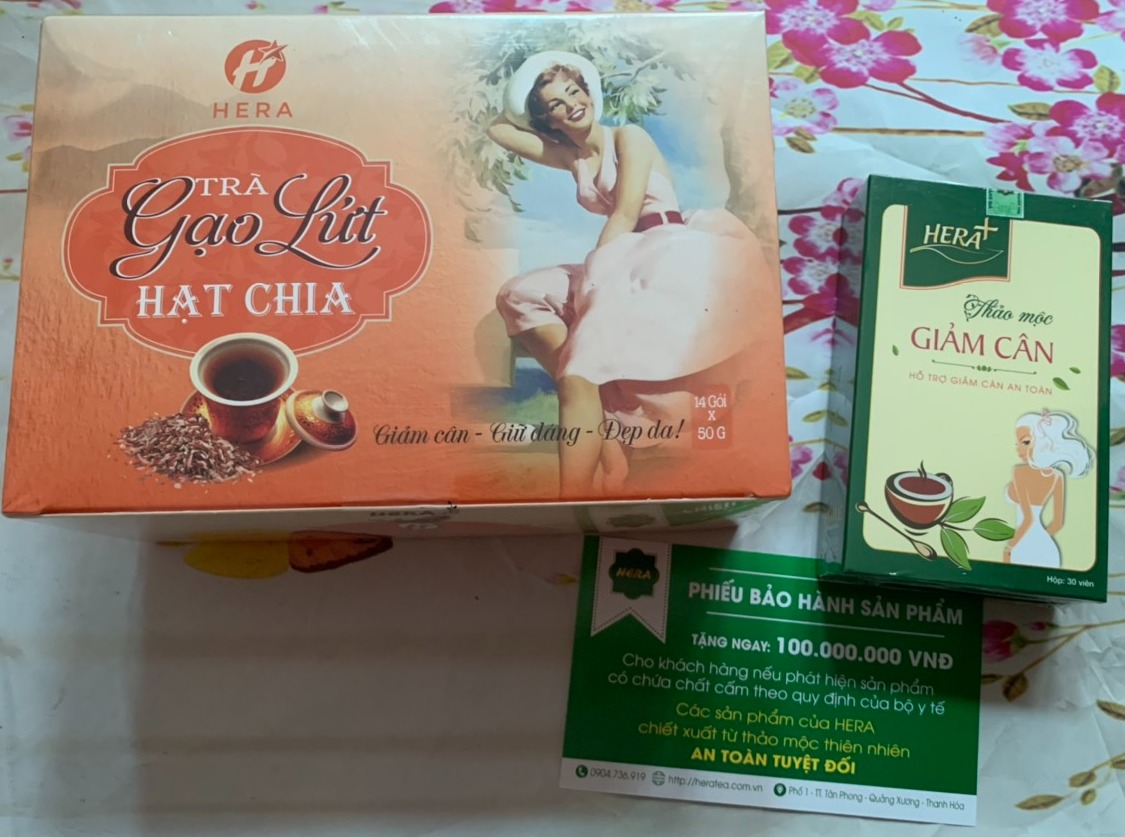 HERA
TRÀ
Gạo Lứt
HẠT CHIA
Giảm cân - Giữ dáng - Đẹp da!
14 Gói
X
50 G
HERA
HERA+
Thảo mộc
GIẢM CÂN
HỖ TRỢ GIẢM CÂN AN TOÀN
Hộp: 30 viên
HERA
PHIẾU BẢO HÀNH SẢN PHẨM
TẶNG NGAY: 100.000.000 VNĐ
Cho khách hàng nếu phát hiện sản phẩm
có chứa chất cấm theo quy định của bộ y tế
Các sản phẩm của HERA
chiết xuất từ thảo mộc thiên nhiên
AN TOÀN TUYỆT ĐỐI
0904.736.919 http://heratea.com.vn Phố 1 - TT. Tân Phong - Quảng Xương - Thanh Hóa